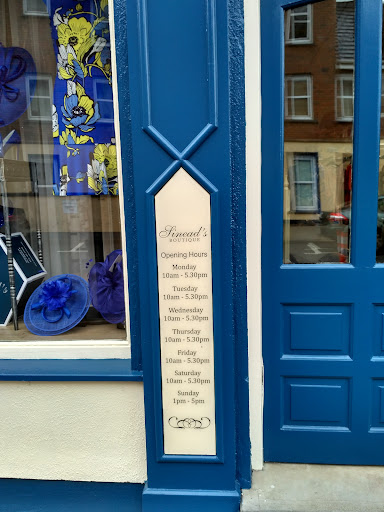 Sinead's
BOUTIQUE
Opening Hours
Monday
10am - 5.30pm
Tuesday
10am - 5.30pm
Wednesday
10am - 5.30pm
Thursday
10am - 5.30pm
Friday
10am - 5.30pm
Saturday
10am - 5.30pm
Sunday
1pm - 5pm